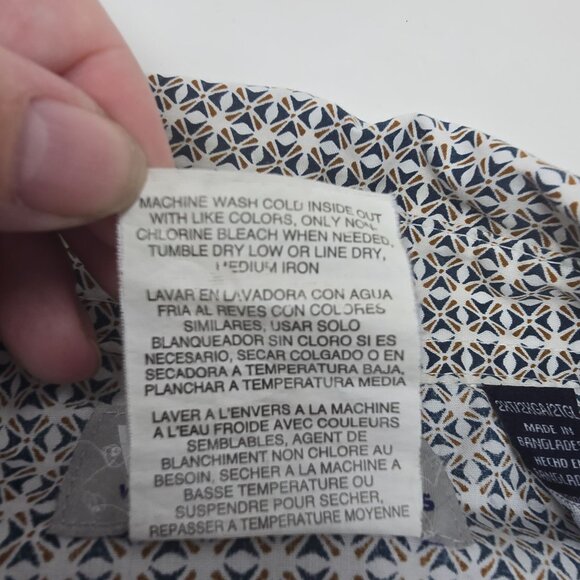 MACHINE WASH COLD INSIDE OUT
WITH LIKE COLORS, ONLY NON-
CHLORINE BLEACH WHEN NEEDED,
TUMBLE DRY LOW OR LINE DRY,
MEDIUM IRON
LAVAR EN LAVADORA CON AGUA
FRIA AL REVES CON COLORES
SIMILARES, USAR SOLO
BLANQUEADOR SIN CLORO SI ES
NECESARIO, SECAR COLGADO O EN
SECADORA A TEMPERATURA BAJA,
PLANCHAR A TEMPERATURA MEDIA
LAVER A L'ENVERS A LA MACHINE
A L'EAU FROIDE AVEC COULEURS
SEMBLABLES, AGENT DE
BLANCHIMENT NON CHLORE AU
BESOIN, SECHER A LA MACHINE A
BASSE TEMPERATURE OU
SUSPENDRE POUR SECHER,
REPASSER A TEMPERATURE MOYENNE
MADE IN
BANGLADE
HECHO E
BANGLA